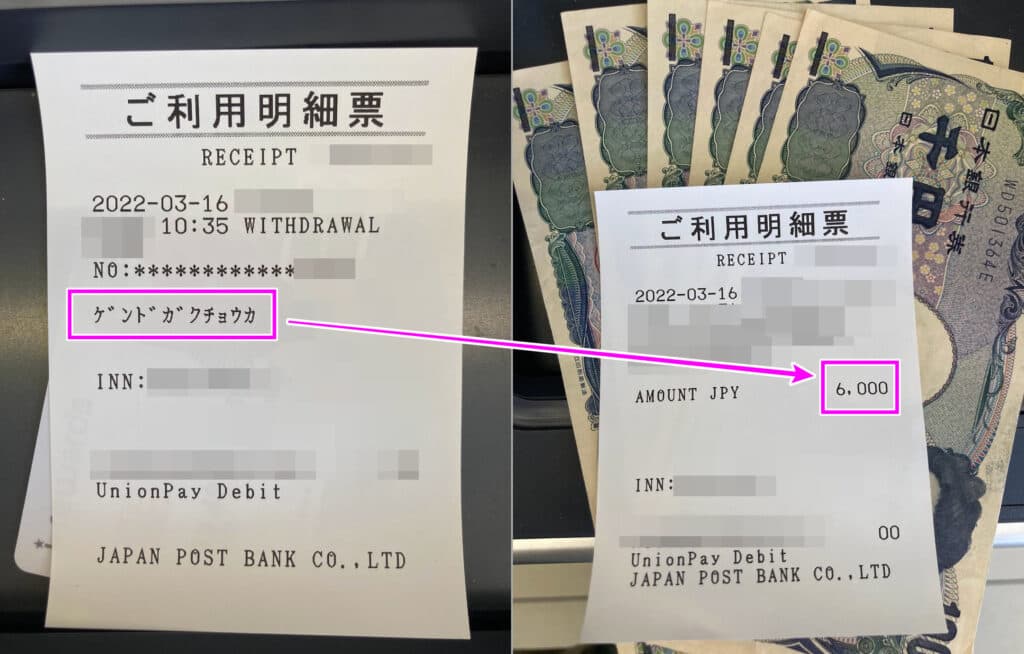 ご利用明細票
RECEIPT
2022-03-16
10:35 WITHDRAWAL
NO:************
ゲンドガクチョウカ
INN:
UnionPay Debit
JAPAN POST BANK CO.,LTD
ご利用明細票
RECEIPT
2022-03-16
AMOUNT JPY 6,000
INN:
00
UnionPay Debit
JAPAN POST BANK CO.,LTD
日本銀行券
千円
日本銀
WD501364E